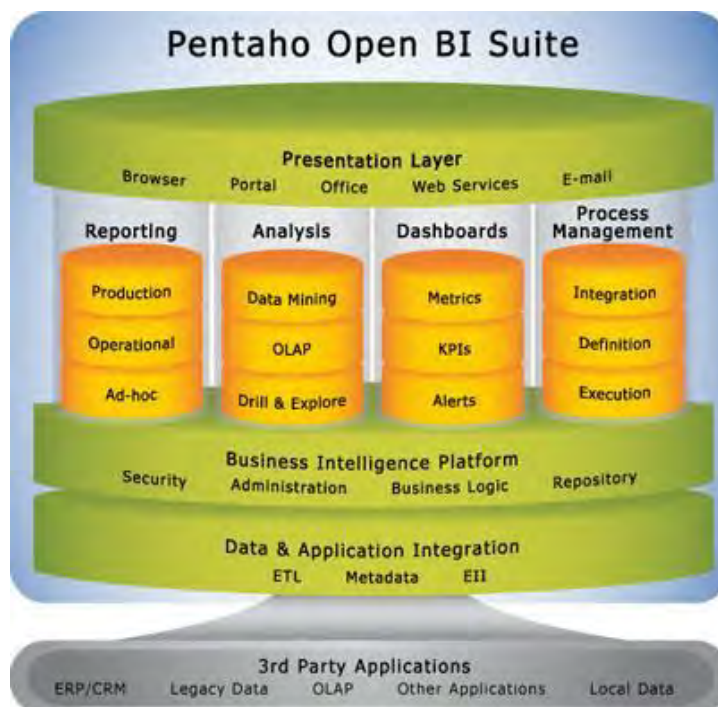 Pentaho Open BI Suite
Presentation Layer
Browser Portal Office Web Services E-mail
Reporting Analysis Dashboards Process Management
Production Data Mining Metrics Integration
Operational OLAP KPIs Definition
Ad-hoc Drill & Explore Alerts Execution
Business Intelligence Platform
Security Administration Business Logic Repository
Data & Application Integration
ETL Metadata EII
3rd Party Applications
ERP/CRM Legacy Data OLAP Other Applications Local Data